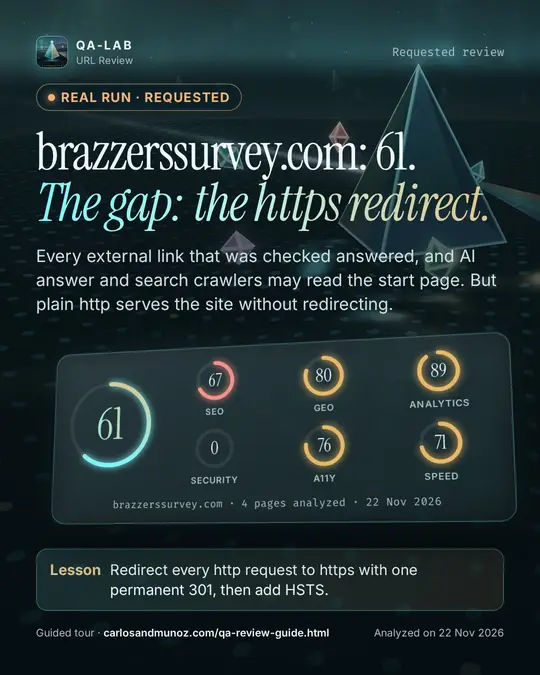 QA-LAB
URL Review
Requested review
REAL RUN · REQUESTED
brazzerssurvey.com: 61.
The gap: the https redirect.
Every external link that was checked answered, and AI
answer and search crawlers may read the start page. But
plain http serves the site without redirecting.
61
67
SEO
80
GEO
89
ANALYTICS
0
SECURITY
76
A11Y
71
SPEED
brazzerssurvey.com · 4 pages analyzed · 22 Nov 2026
Lesson Redirect every http request to https with one
permanent 301, then add HSTS.
Guided tour · carlosandmunoz.com/qa-review-guide.html
Analyzed on 22 Nov 2026